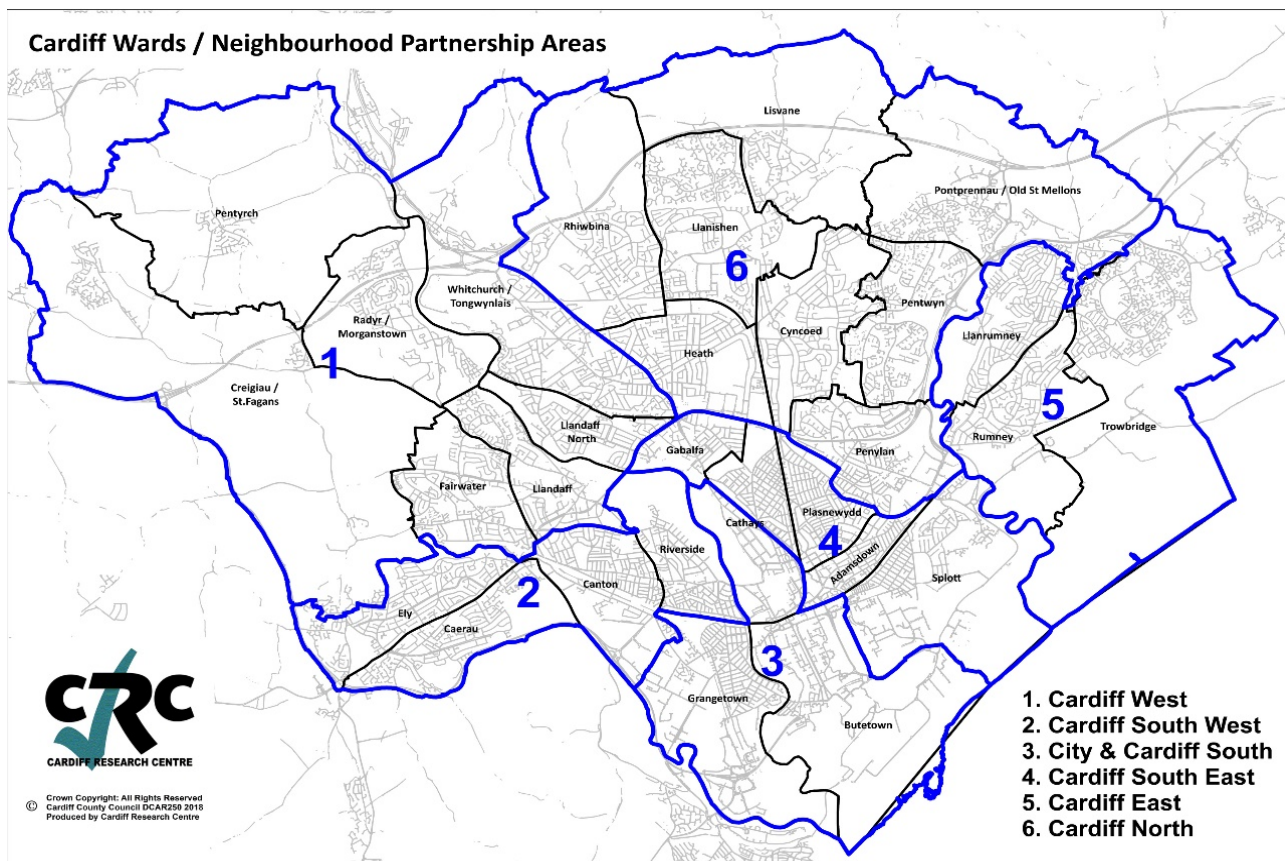 Cardiff Wards / Neighbourhood Partnership Areas
Lisvane
Pontprennau / Old St Mellons
Pentyrch
Rhiwbina
Llanishen
6
Whitchurch /
Tongwynlais
Pentwyn
Radyr /
Morganstown
Llanrumney
Cyncoed
Heath
1
Creigiau /
St.Fagans
5
Trowbridge
Llandaff
North
Rumney
Gabalfa
Penylan
Fairwater
Llandaff
Plasnewydd
Cathays
4
Riverside
Adamsdown
Splott
Canton
2
Ely
Caerau
3
Grangetown
Butetown
CRC
CARDIFF RESEARCH CENTRE
© Crown Copyright: All Rights Reserved
Cardiff County Council DCAR250 2018
Produced by Cardiff Research Centre
1. Cardiff West
2. Cardiff South West
3. City & Cardiff South
4. Cardiff South East
5. Cardiff East
6. Cardiff North